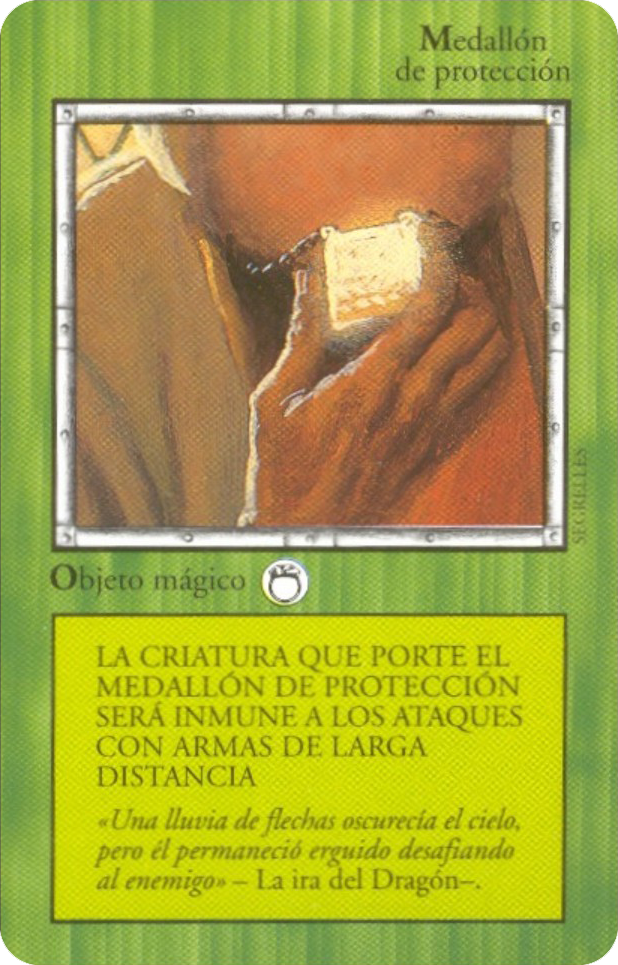 Medallón
de protección
SEGRELLES
Objeto mágico
LA CRIATURA QUE PORTE EL
MEDALLÓN DE PROTECCIÓN
SERÁ INMUNE A LOS ATAQUES
CON ARMAS DE LARGA
DISTANCIA
«Una lluvia de flechas oscurecía el cielo,
pero él permaneció erguido desafiando
al enemigo» – La ira del Dragón–.